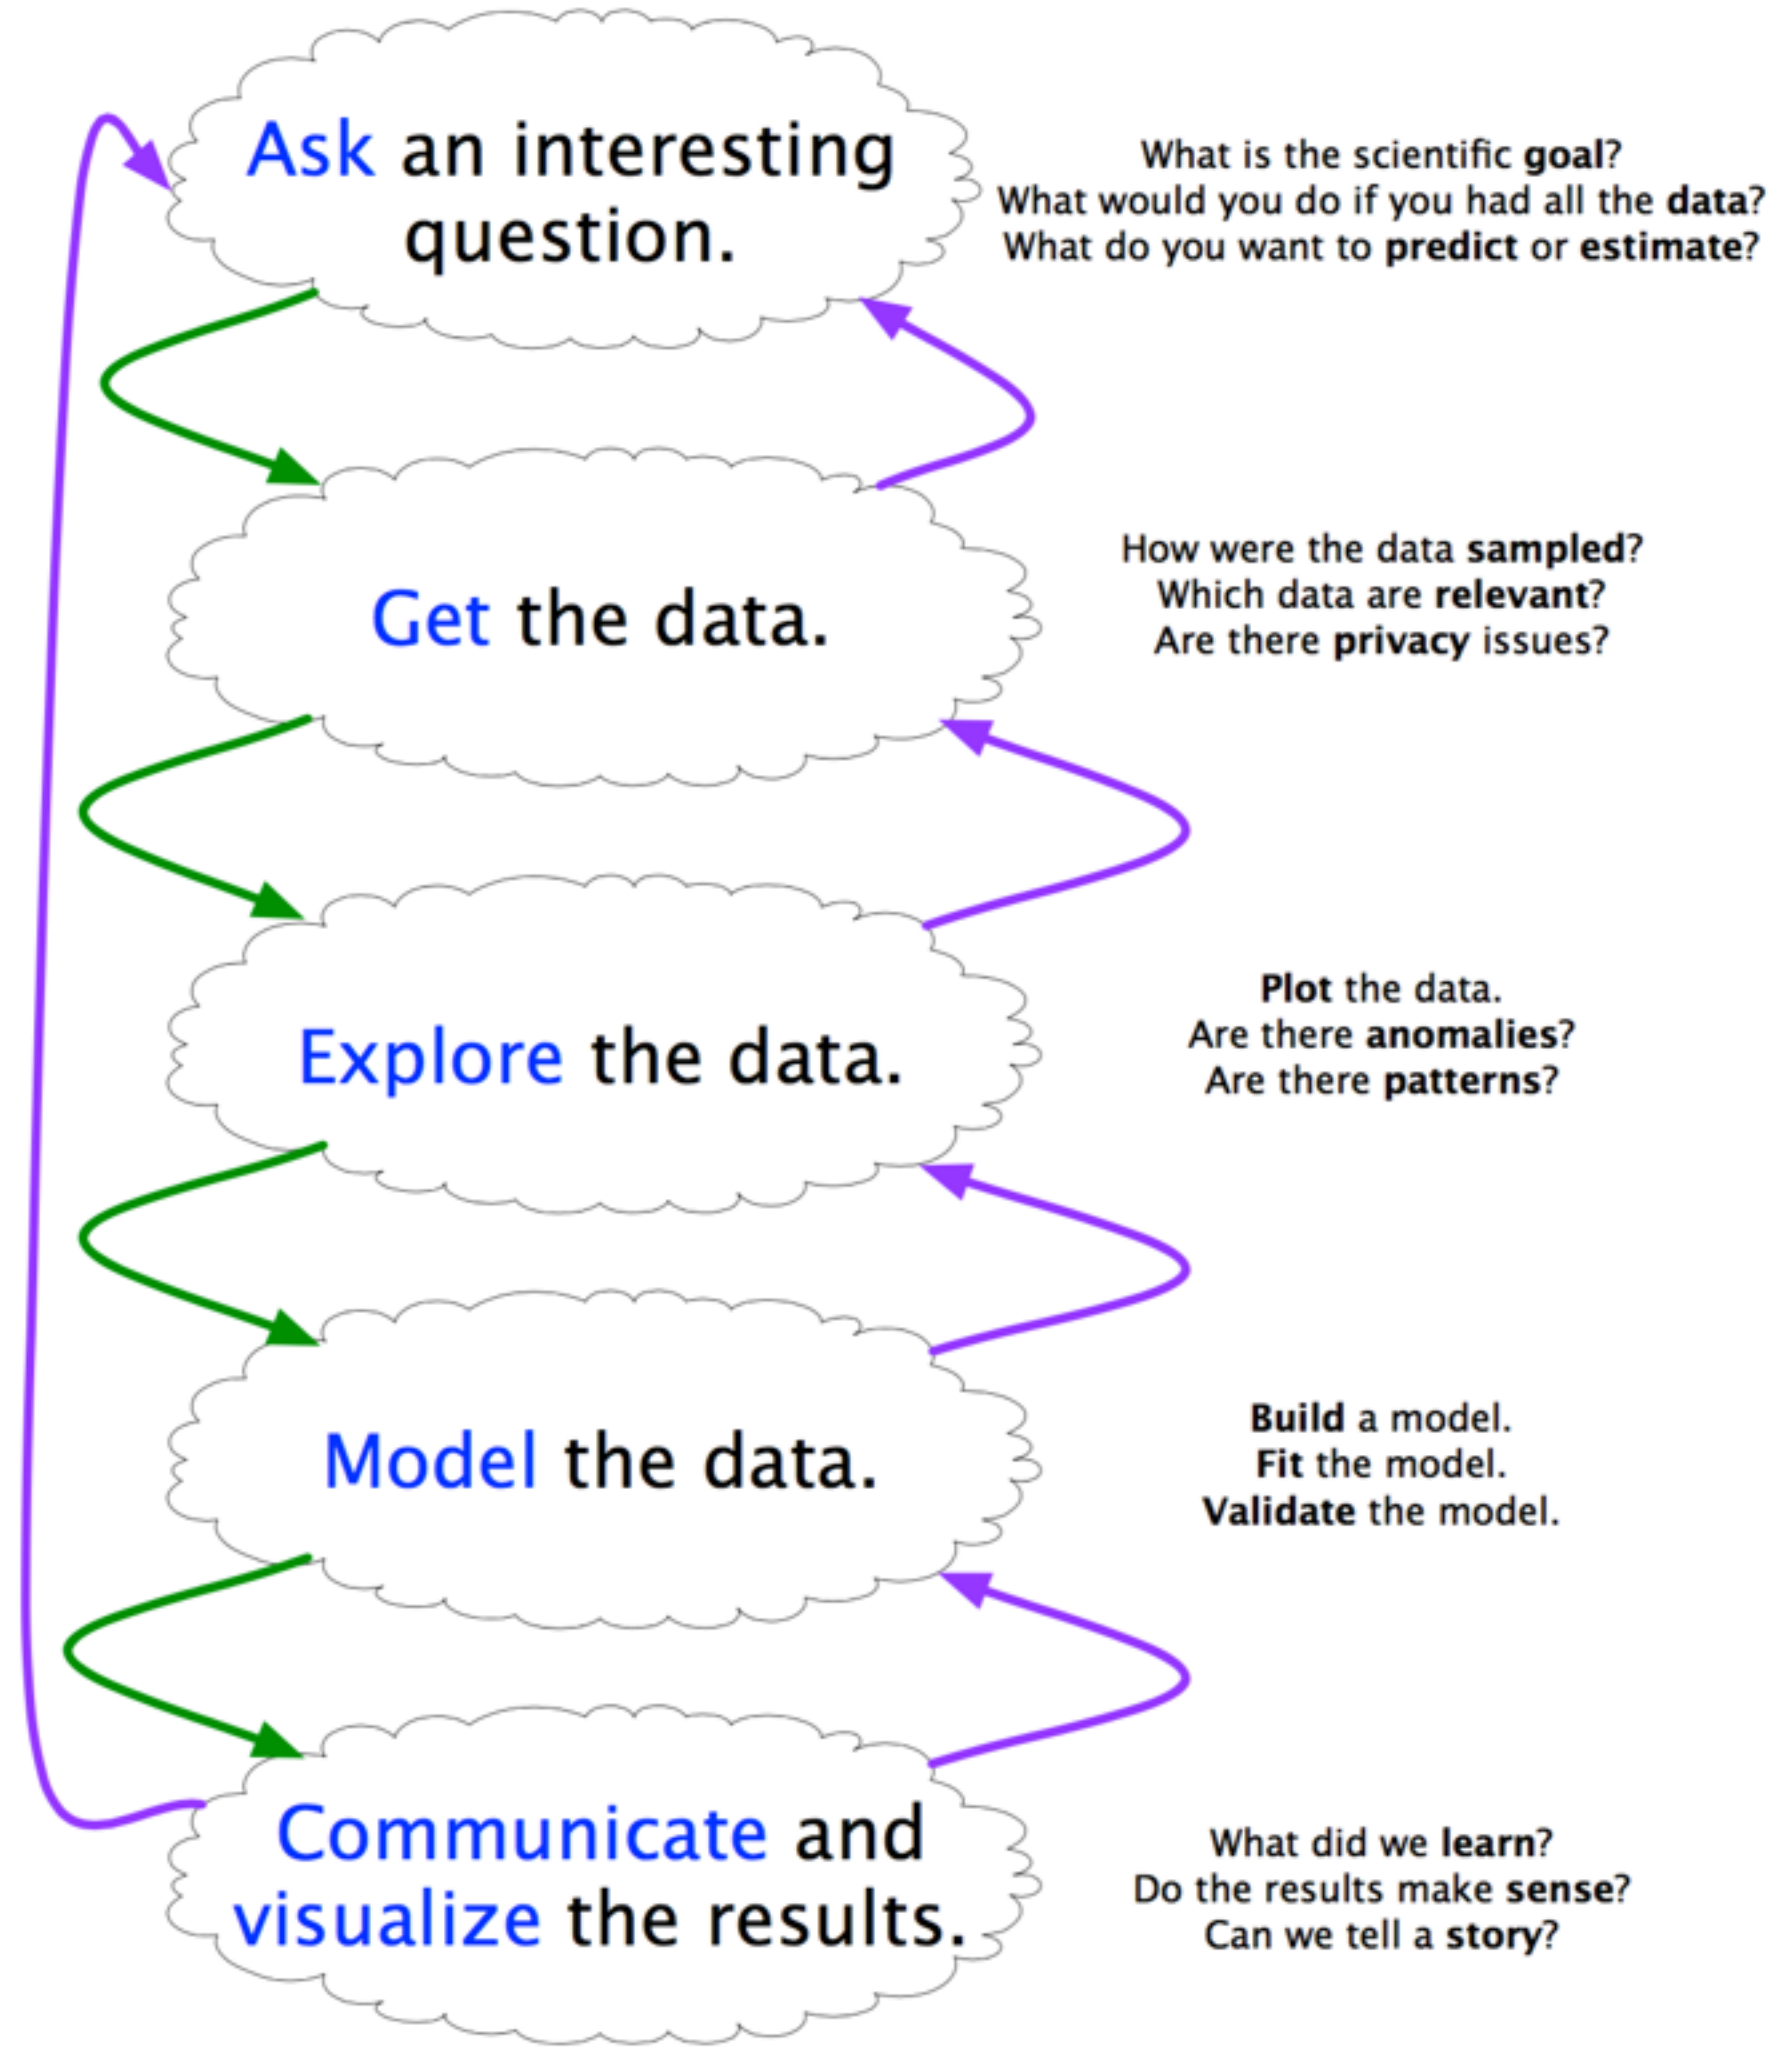 Ask an interesting
question.
What is the scientific goal?
What would you do if you had all the data?
What do you want to predict or estimate?
Get the data.
How were the data sampled?
Which data are relevant?
Are there privacy issues?
Explore the data.
Plot the data.
Are there anomalies?
Are there patterns?
Model the data.
Build a model.
Fit the model.
Validate the model.
Communicate and
visualize the results.
What did we learn?
Do the results make sense?
Can we tell a story?